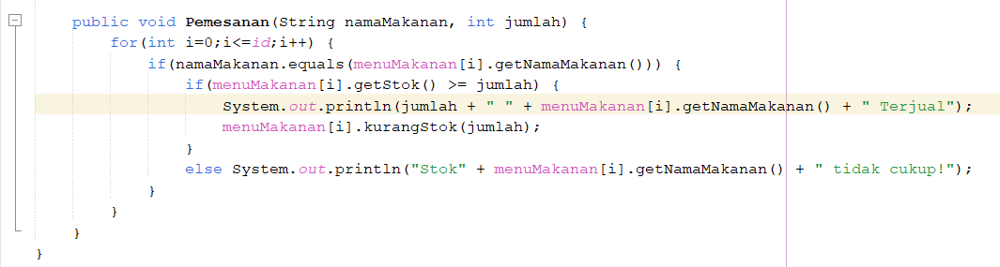 public void Pemesanan(String namaMakanan, int jumlah) {
for(int i=0;i<=id;i++) {
if(namaMakanan.equals(menuMakanan[i].getNamaMakanan())) {
if(menuMakanan[i].getStok() >= jumlah) {
System.out.println(jumlah + " " + menuMakanan[i].getNamaMakanan() + " Terjual");
menuMakanan[i].kurangStok(jumlah);
}
else System.out.println("Stok" + menuMakanan[i].getNamaMakanan() + " tidak cukup!");
}
}
}
}